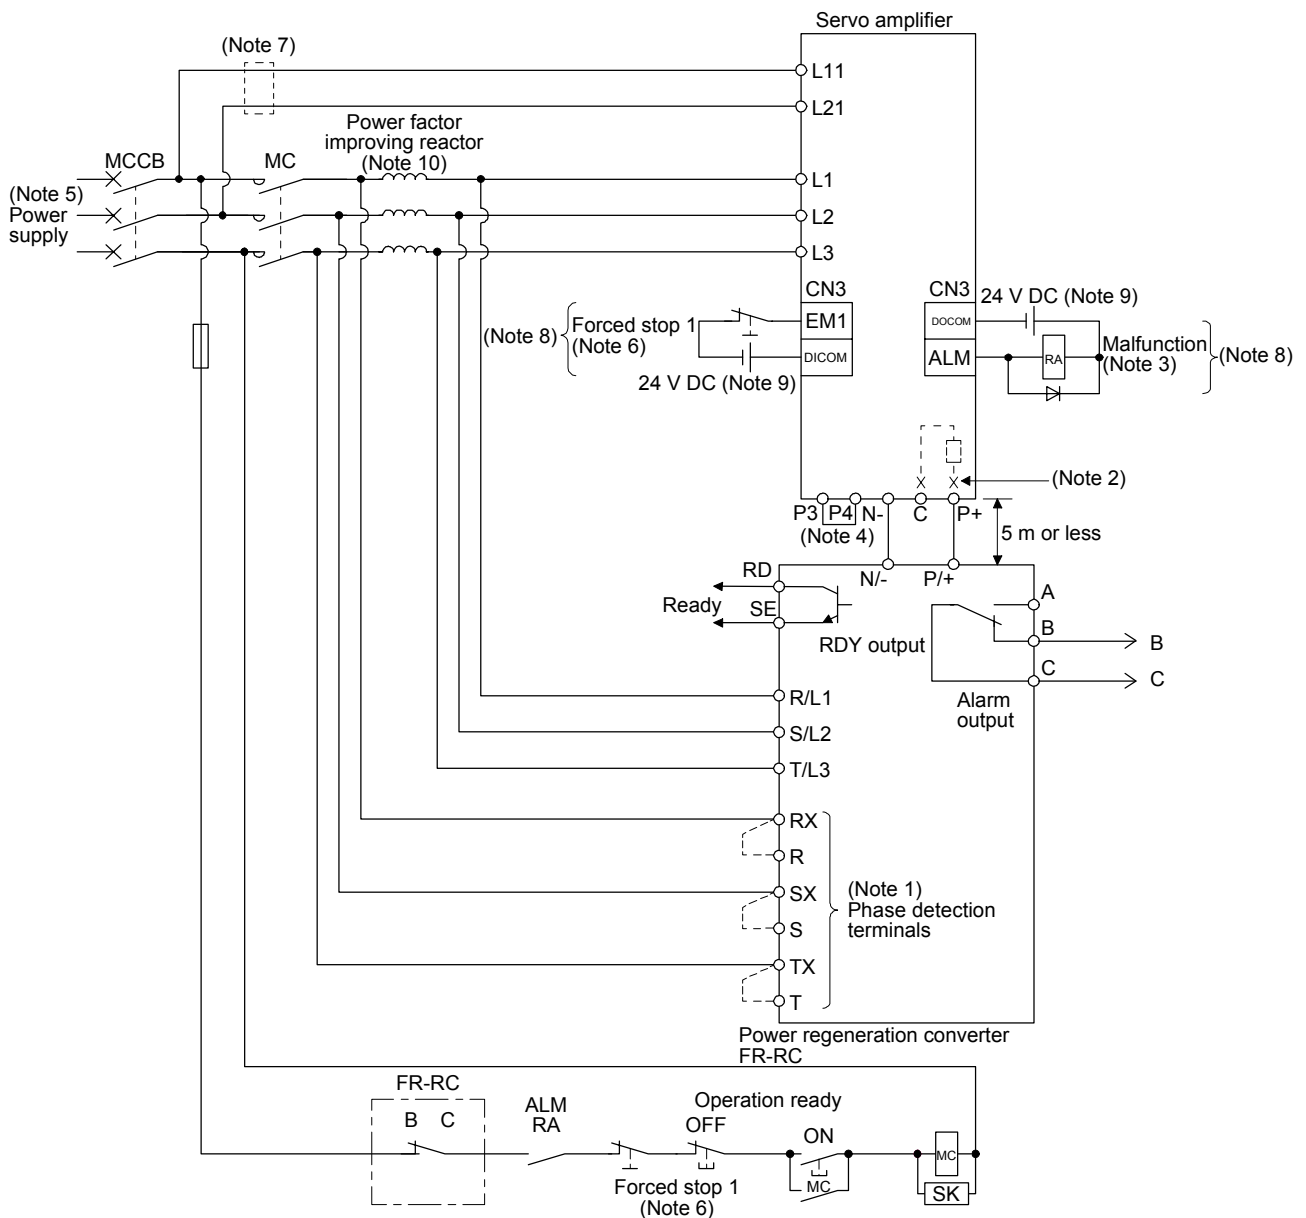 Servo amplifier
(Note 7)
L11
L21
Power factor
improving reactor
(Note 10)
MCCB
MC
L1
(Note 5)
Power
supply
L2
L3
CN3
CN3
24 V DC (Note 9)
(Note 8)
Forced stop 1
(Note 6)
EM1
DICOM
24 V DC (Note 9)
DOCOM
ALM
RA
Malfunction
(Note 3)
(Note 8)
(Note 2)
P3
P4
N-
C
P+
(Note 4)
5 m or less
N/-
P/+
RD
Ready
SE
RDY output
A
B
B
C
C
Alarm
output
R/L1
S/L2
T/L3
RX
R
SX
S
TX
T
(Note 1)
Phase detection
terminals
Power regeneration converter
FR-RC
FR-RC
B
C
ALM
RA
Operation ready
OFF
ON
MC
MC
SK
Forced stop 1
(Note 6)